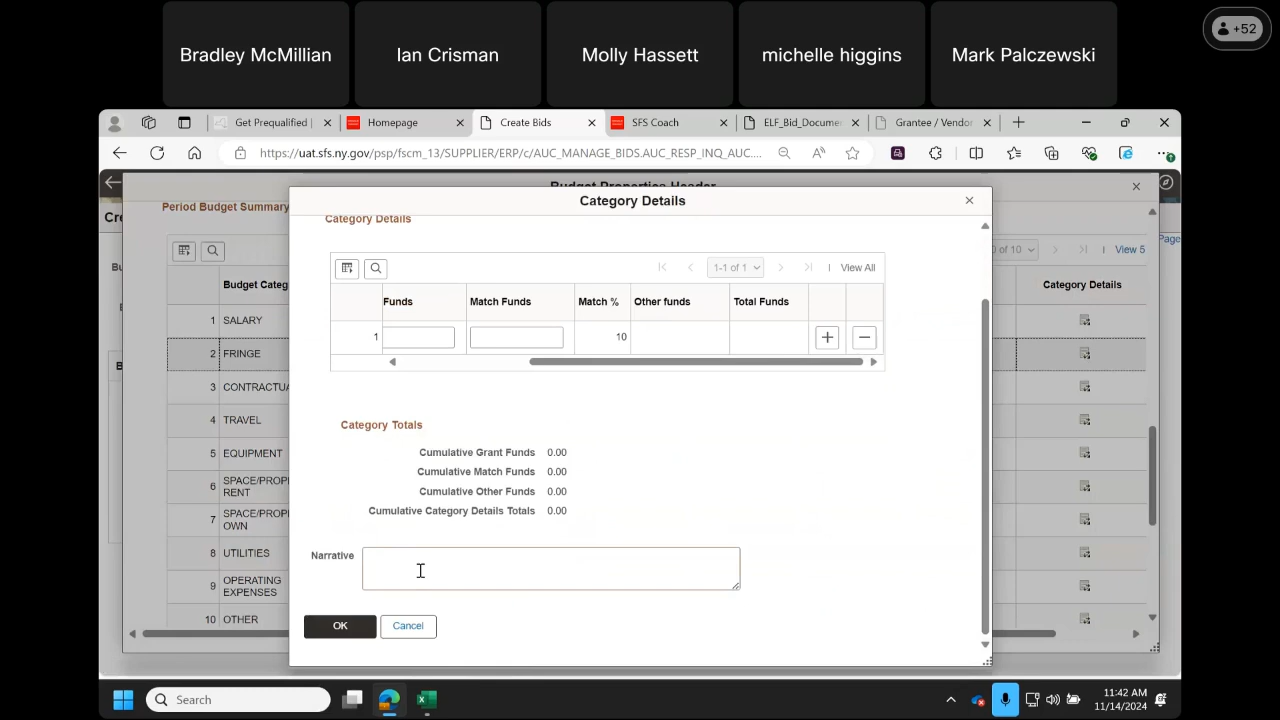 Bradley McMillian
Ian Crisman
Molly Hassett
michelle higgins
Mark Palczewski
+52
Get Prequalified |
Homepage
Create Bids
SFS Coach
ELF_Bid_Documen
Grantee / Vendor
https://uat.sfs.ny.gov/psp/fscm_13/SUPPLIER/ERP/c/AUC_MANAGE_BIDS.AUC_RESP_INQ_AUC....
Budget Properties Header
Category Details
Period Budget Summary
Category Details
Page
0 of 10
View 5
1-1 of 1
View All
Budget Categ
Category Details
Funds
Match Funds
Match %
Other funds
Total Funds
1
10
1 SALARY
2 FRINGE
3 CONTRACTUA
4 TRAVEL
5 EQUIPMENT
6 SPACE/PROPE
RENT
7 SPACE/PROPE
OWN
8 UTILITIES
9 OPERATING
EXPENSES
10 OTHER
Category Totals
Cumulative Grant Funds 0.00
Cumulative Match Funds 0.00
Cumulative Other Funds 0.00
Cumulative Category Details Totals 0.00
Narrative
OK
Cancel
Search
11:42 AM
11/14/2024